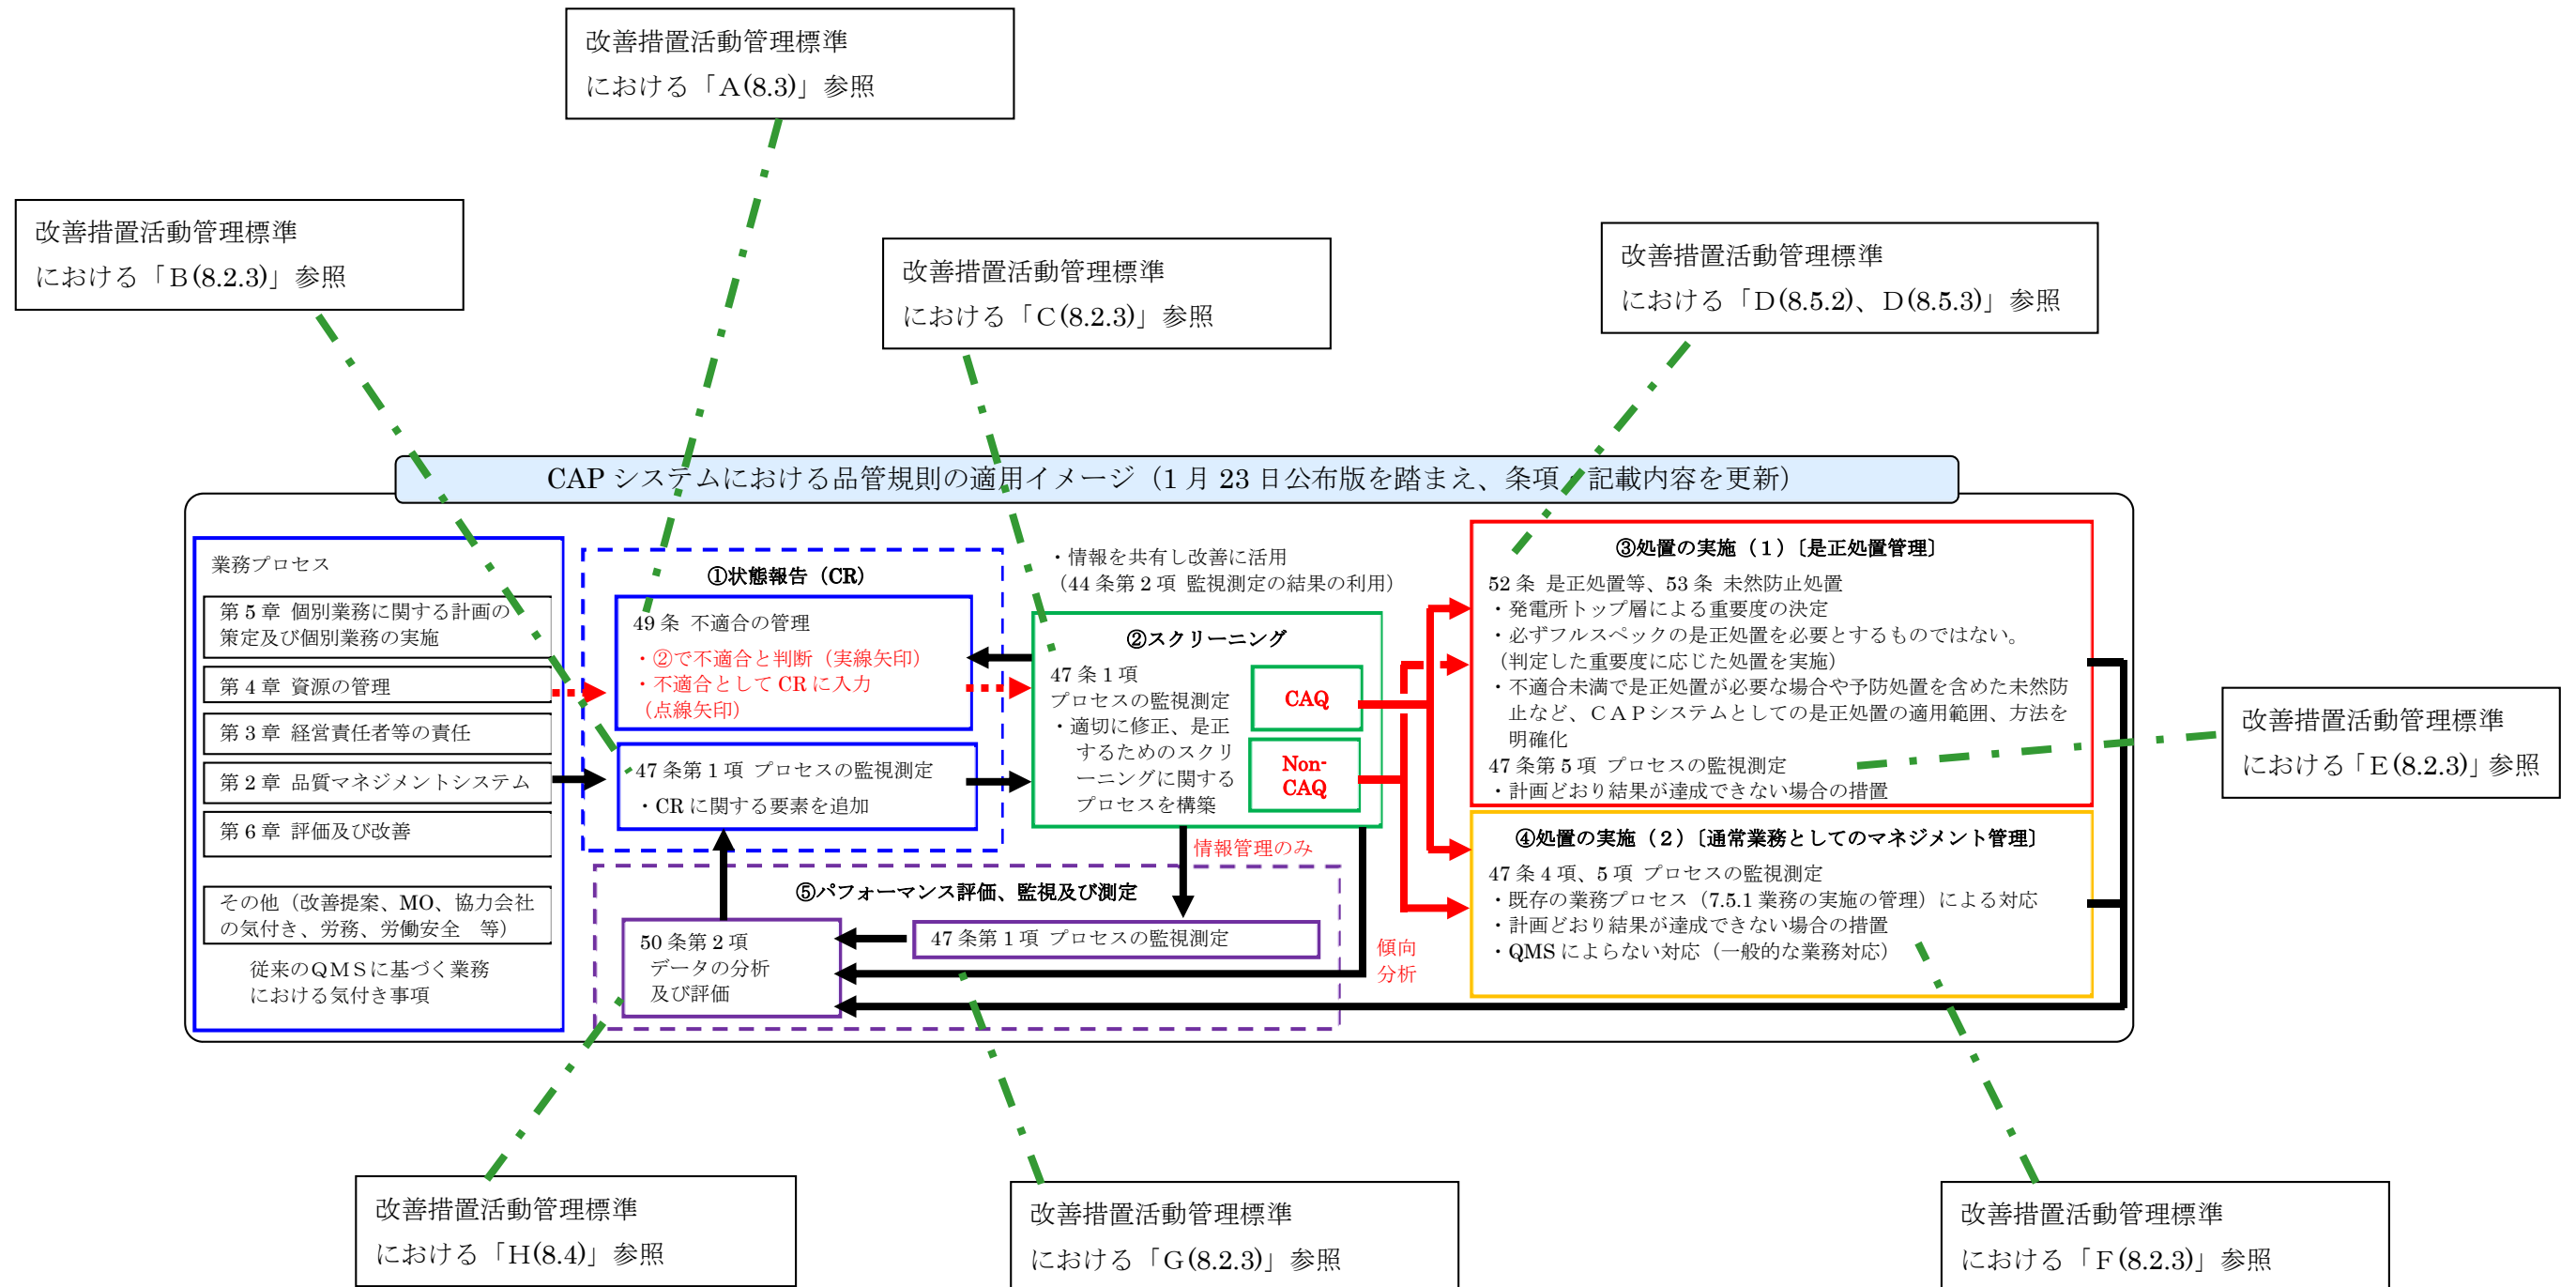 改善措置活動管理標準
における「A(8.3)」参照
改善措置活動管理標準
における「B(8.2.3)」参照
改善措置活動管理標準
における「C(8.2.3)」参照
改善措置活動管理標準
における「D(8.5.2)、D(8.5.3)」参照
CAP システムにおける品管規則の適用イメージ（1 月 23 日公布版を踏まえ、条項・記載内容を更新）
業務プロセス
第 5 章 個別業務に関する計画の
策定及び個別業務の実施
第 4 章 資源の管理
第 3 章 経営責任者等の責任
第 2 章 品質マネジメントシステム
第 6 章 評価及び改善
その他（改善提案、MO、協力会社
の気付き、労務、労働安全　等）
従来のＱＭＳに基づく業務
における気付き事項
①状態報告（CR）
49 条 不適合の管理
・②で不適合と判断（実線矢印）
・不適合として CR に入力
（点線矢印）
47 条第 1 項 プロセスの監視測定
・CR に関する要素を追加
・情報を共有し改善に活用
（44 条第 2 項 監視測定の結果の利用）
②スクリーニング
47 条 1 項
プロセスの監視測定
・適切に修正、是正
するためのスクリ
ーニングに関する
プロセスを構築
CAQ
Non-
CAQ
情報管理のみ
③処置の実施（１）〔是正処置管理〕
52 条 是正処置等、53 条 未然防止処置
・発電所トップ層による重要度の決定
・必ずフルスペックの是正処置を必要とするものではない。
（判定した重要度に応じた処置を実施）
・不適合未満で是正処置が必要な場合や予防処置を含めた未然防
止など、ＣＡＰシステムとしての是正処置の適用範囲、方法を
明確化
47 条第 5 項 プロセスの監視測定
・計画どおり結果が達成できない場合の措置
改善措置活動管理標準
における「E(8.2.3)」参照
④処置の実施（２）〔通常業務としてのマネジメント管理〕
47 条 4 項、5 項 プロセスの監視測定
・既存の業務プロセス（7.5.1 業務の実施の管理）による対応
・計画どおり結果が達成できない場合の措置
・QMS によらない対応（一般的な業務対応）
⑤パフォーマンス評価、監視及び測定
50 条第 2 項
データの分析
及び評価
47 条第 1 項 プロセスの監視測定
傾向
分析
改善措置活動管理標準
における「H(8.4)」参照
改善措置活動管理標準
における「G(8.2.3)」参照
改善措置活動管理標準
における「F(8.2.3)」参照